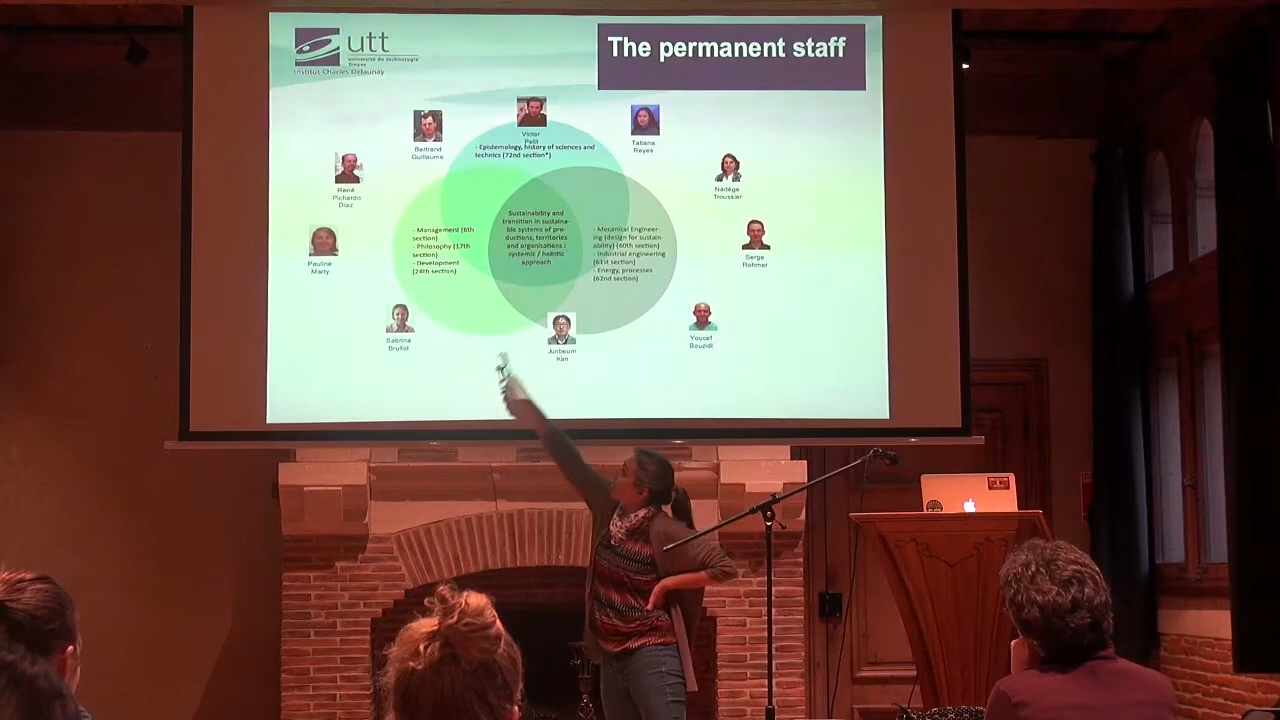 utt
université de technologie
Troyes
Institut Charles Delaunay
The permanent staff
Bertrand
Guillaume
Victor
Petit
Tatiana
Reyes
René
Pichardo
Diaz
Nadège
Troussier
Pauline
Marty
Serge
Rohmer
Sabrina
Brullot
Junbeum
Kim
Youcef
Bouzidi
- Epistemology, history of sciences and
technics (72nd section*)
- Management (6th
section)
- Philosophy (17th
section)
- Development
(24th section)
Sustainability and
transition in sustaina-
ble systems of pro-
ductions, territories
and organisations :
systemic / holistic
approach
- Mecanical Engineer-
ing (design for sustain-
ability) (60th section)
- Industrial engineering
(61st section)
- Energy, processes
(62nd section)